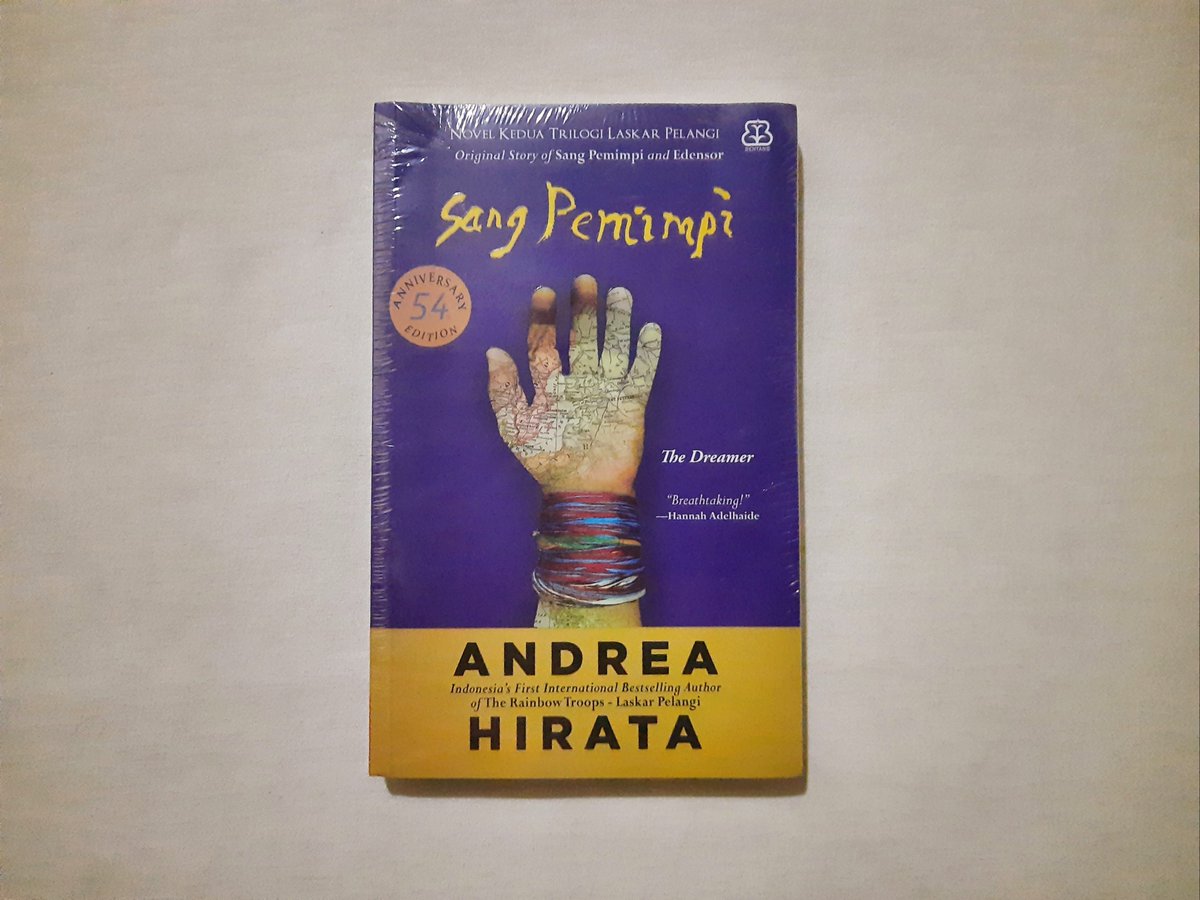 NOVEL KEDUA TRILOGI LASKAR PELANGI
Original Story of Sang Pemimpi and Edensor
BENTANG
Sang Pemimpi
ANNIVERSARY
54
EDITION
The Dreamer
“Breathtaking!”
—Hannah Adelhaide
ANDREA
Indonesia's First International Bestselling Author
of The Rainbow Troops - Laskar Pelangi
HIRATA